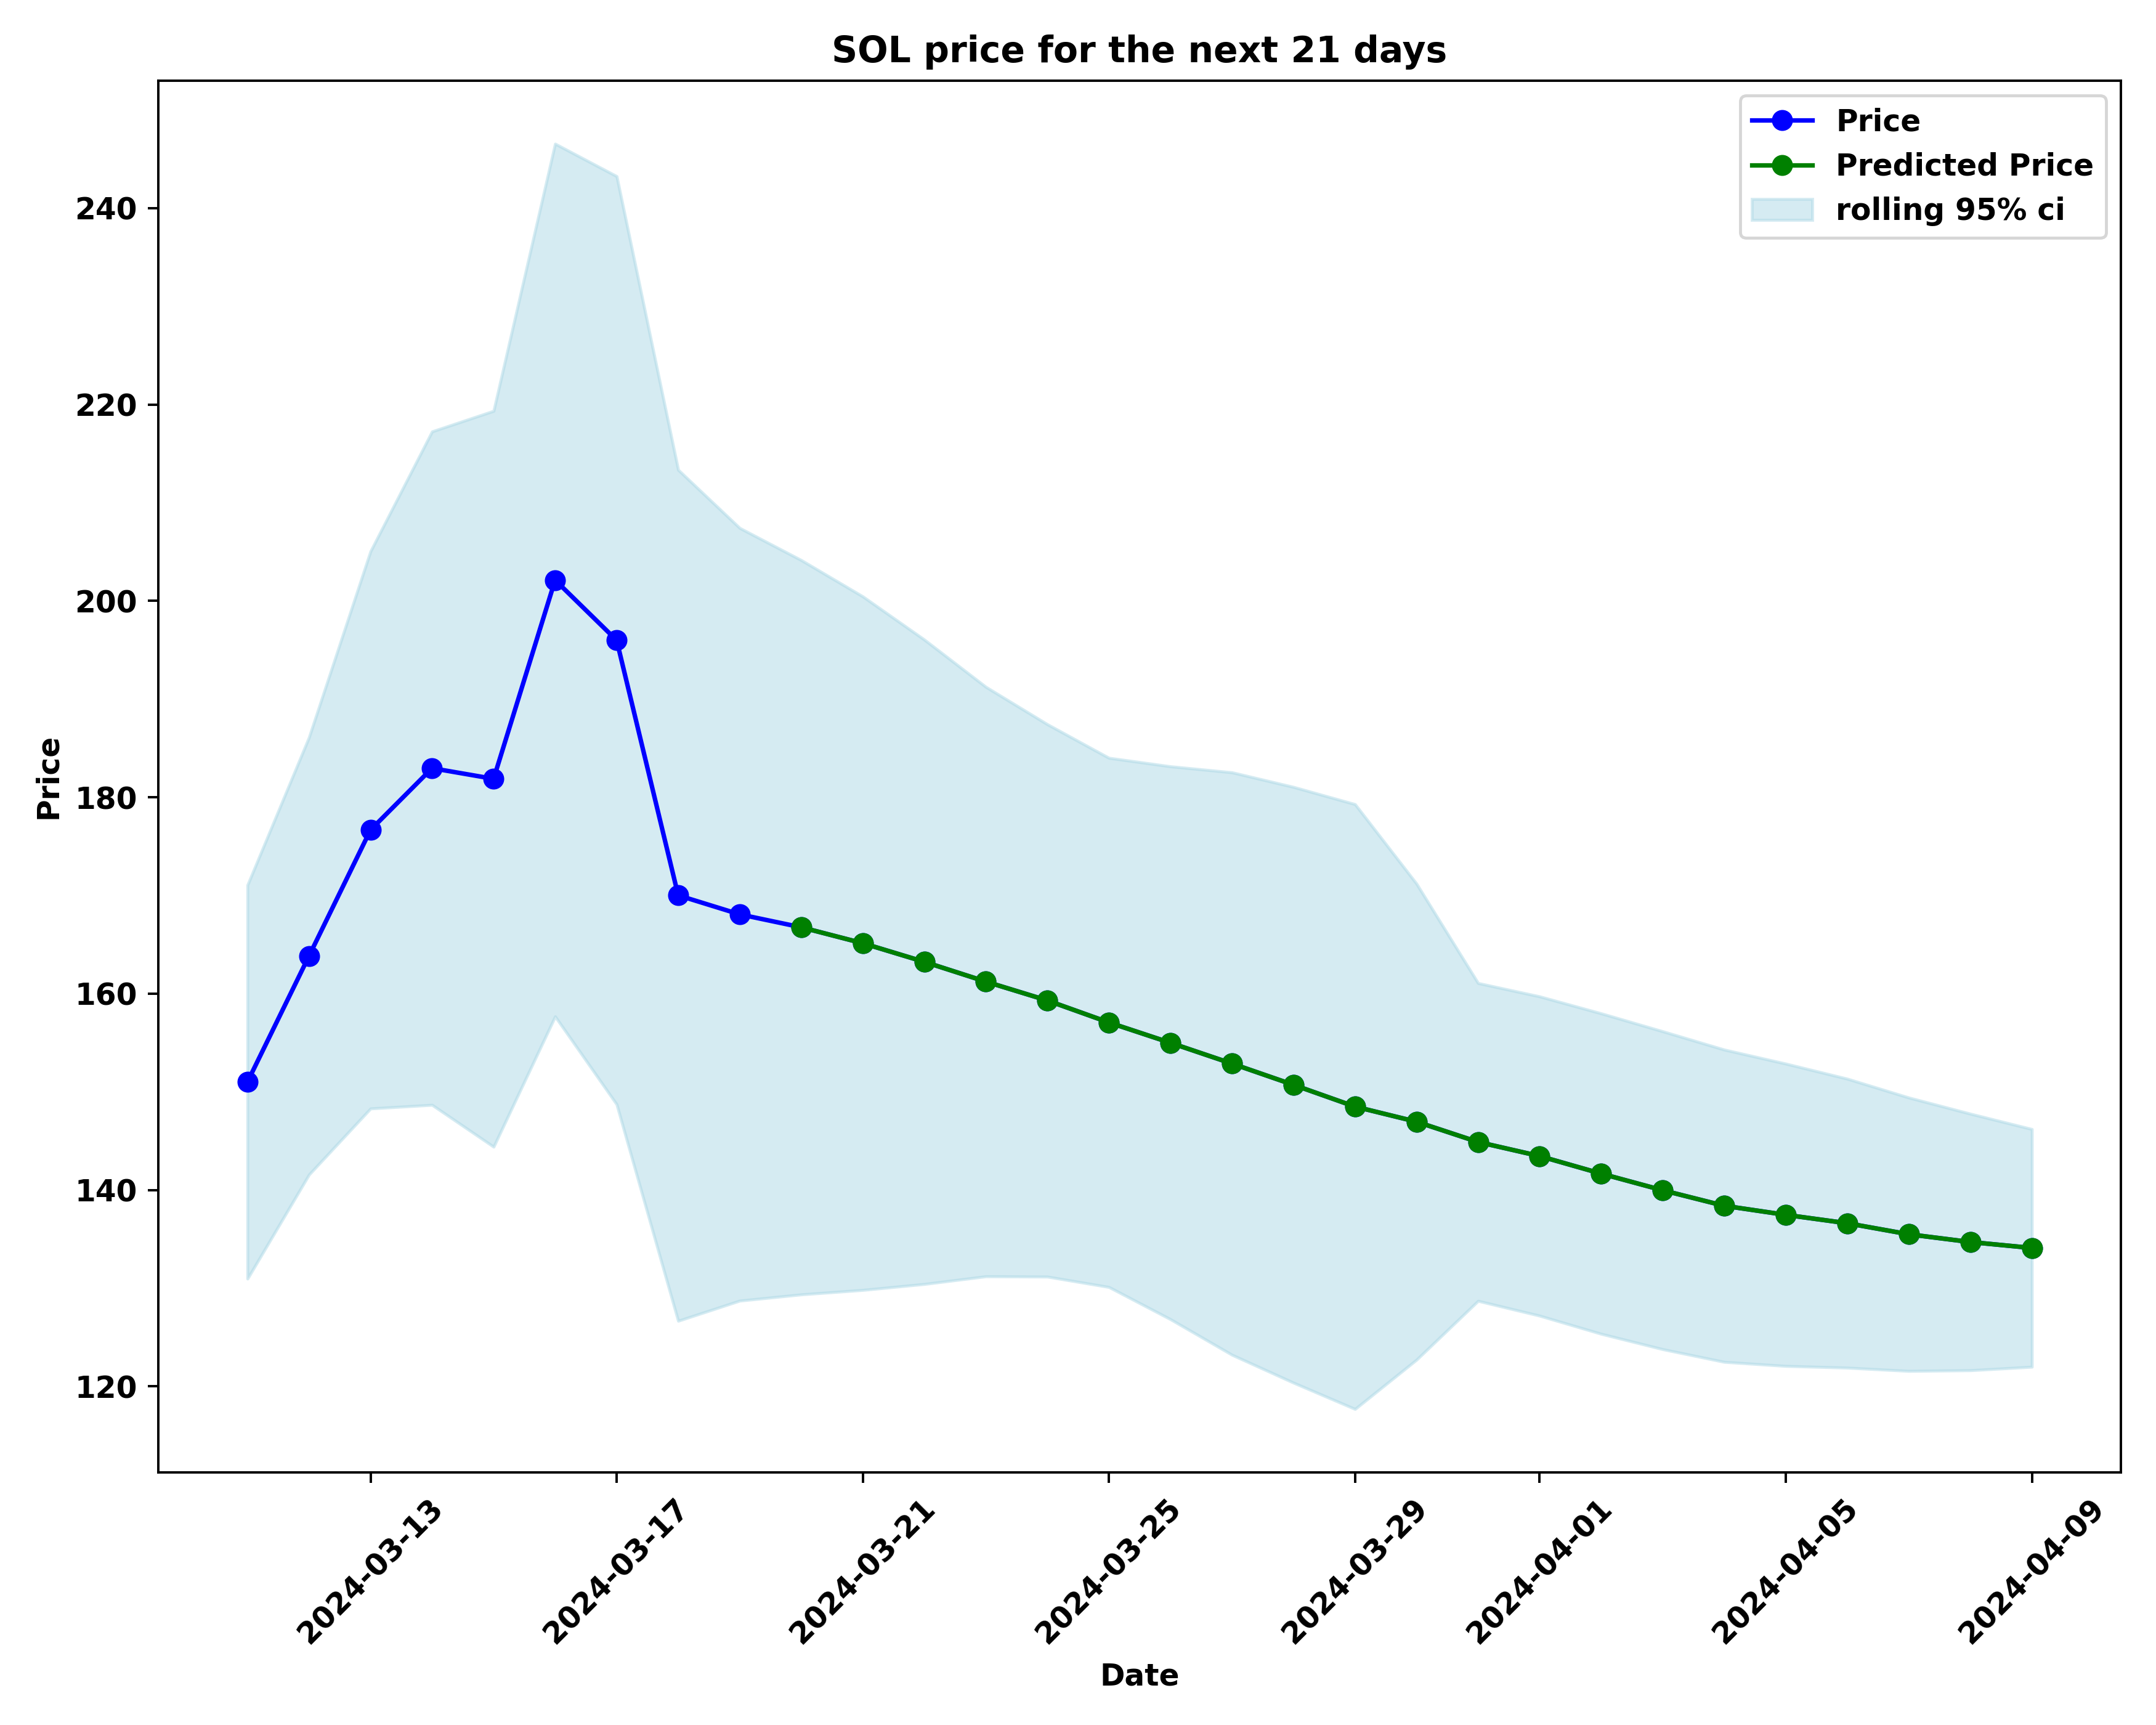 SOL price for the next 21 days
Price
Predicted Price
rolling 95% ci
240
220
200
180
160
140
120
Price
2024-03-13
2024-03-17
2024-03-21
2024-03-25
2024-03-29
2024-04-01
2024-04-05
2024-04-09
Date